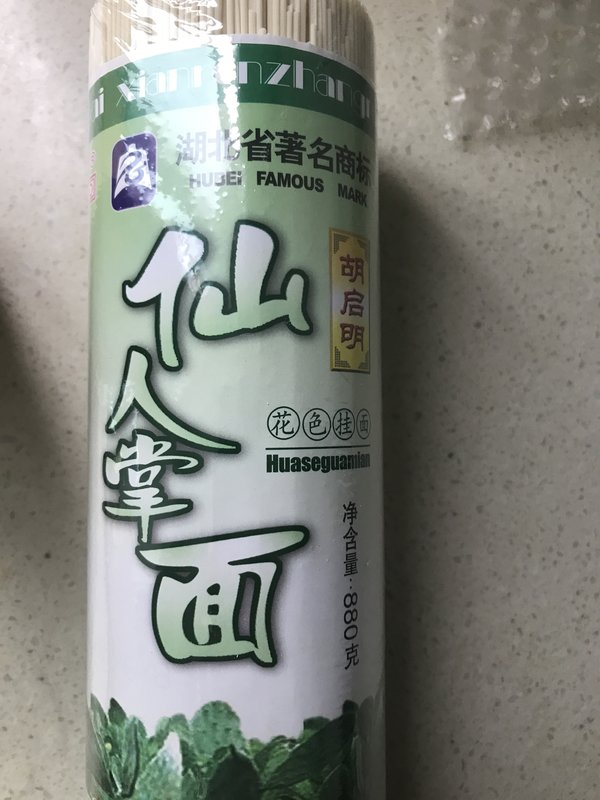 xianrenzhang
湖北省著名商标
HUBEI FAMOUS MARK
仙人掌面
胡启明
花色挂面
Huaseguamian
净含量:880克